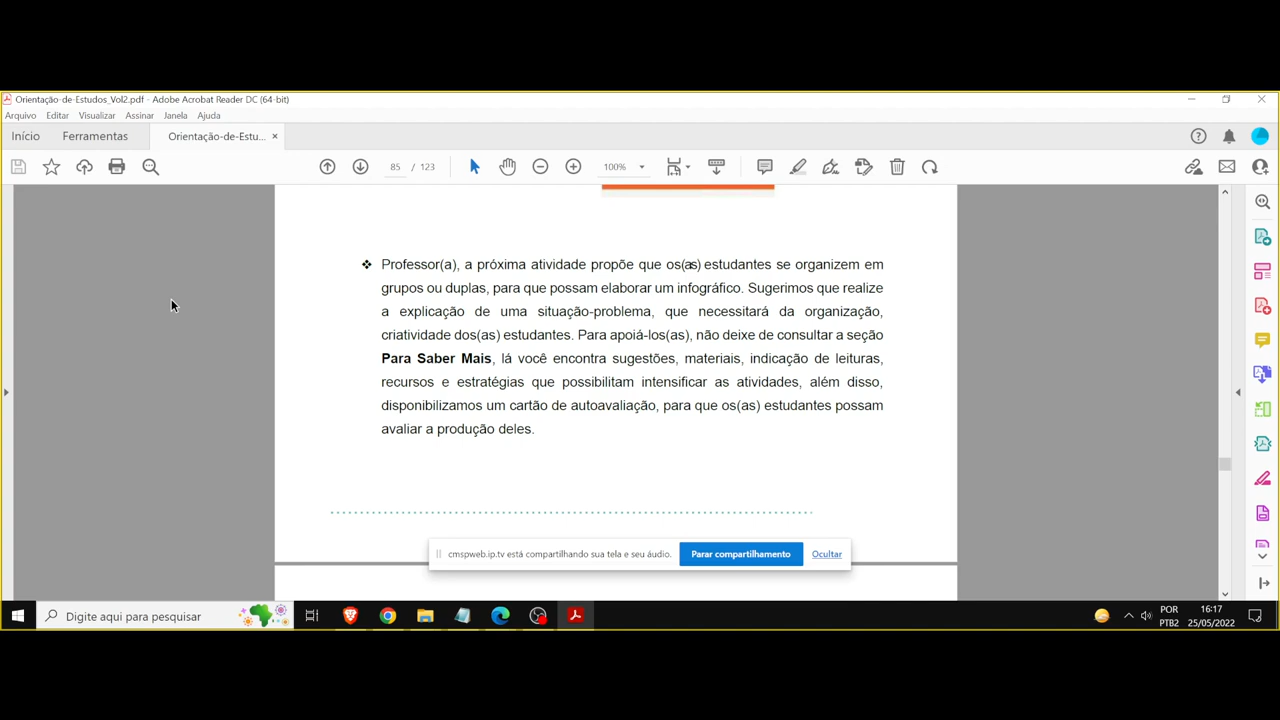 Orientação-de-Estudos_Vol2.pdf - Adobe Acrobat Reader DC (64-bit)
Arquivo Editar Visualizar Assinar Janela Ajuda
Início Ferramentas Orientação-de-Estu... ×
85 / 123 100%
❖ Professor(a), a próxima atividade propõe que os(as) estudantes se organizem em
grupos ou duplas, para que possam elaborar um infográfico. Sugerimos que realize
a explicação de uma situação-problema, que necessitará da organização,
criatividade dos(as) estudantes. Para apoiá-los(as), não deixe de consultar a seção
Para Saber Mais, lá você encontra sugestões, materiais, indicação de leituras,
recursos e estratégias que possibilitam intensificar as atividades, além disso,
disponibilizamos um cartão de autoavaliação, para que os(as) estudantes possam
avaliar a produção deles.
cmspweb.ip.tv está compartilhando sua tela e seu áudio. Parar compartilhamento Ocultar
Digite aqui para pesquisar
POR 16:17
PTB2 25/05/2022